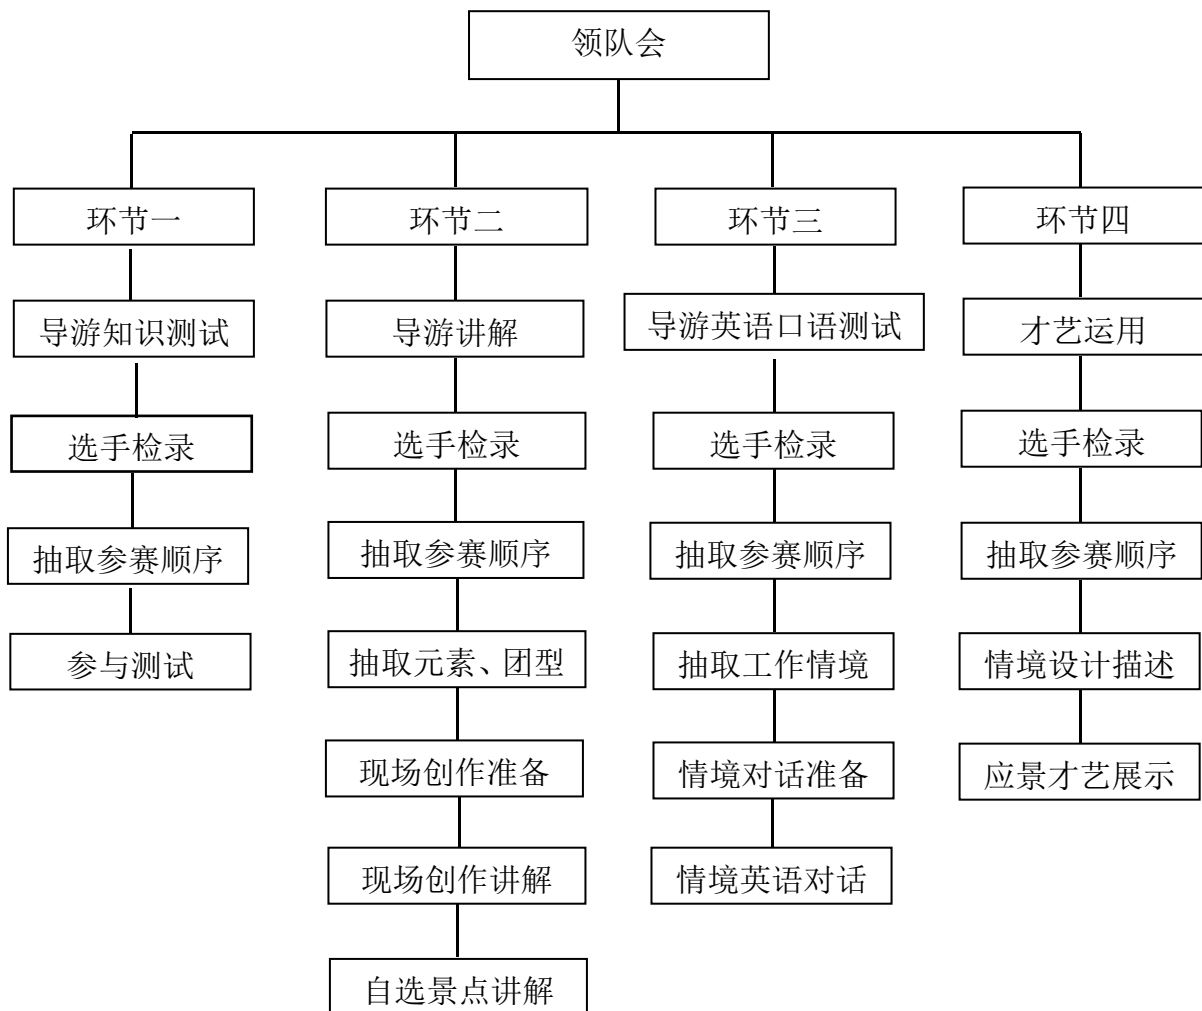 领队会
环节一
环节二
环节三
环节四
导游知识测试
导游讲解
导游英语口语测试
才艺运用
选手检录
选手检录
选手检录
选手检录
抽取参赛顺序
抽取参赛顺序
抽取参赛顺序
抽取参赛顺序
参与测试
抽取元素、团型
抽取工作情境
情境设计描述
现场创作准备
情境对话准备
应景才艺展示
现场创作讲解
情境英语对话
自选景点讲解